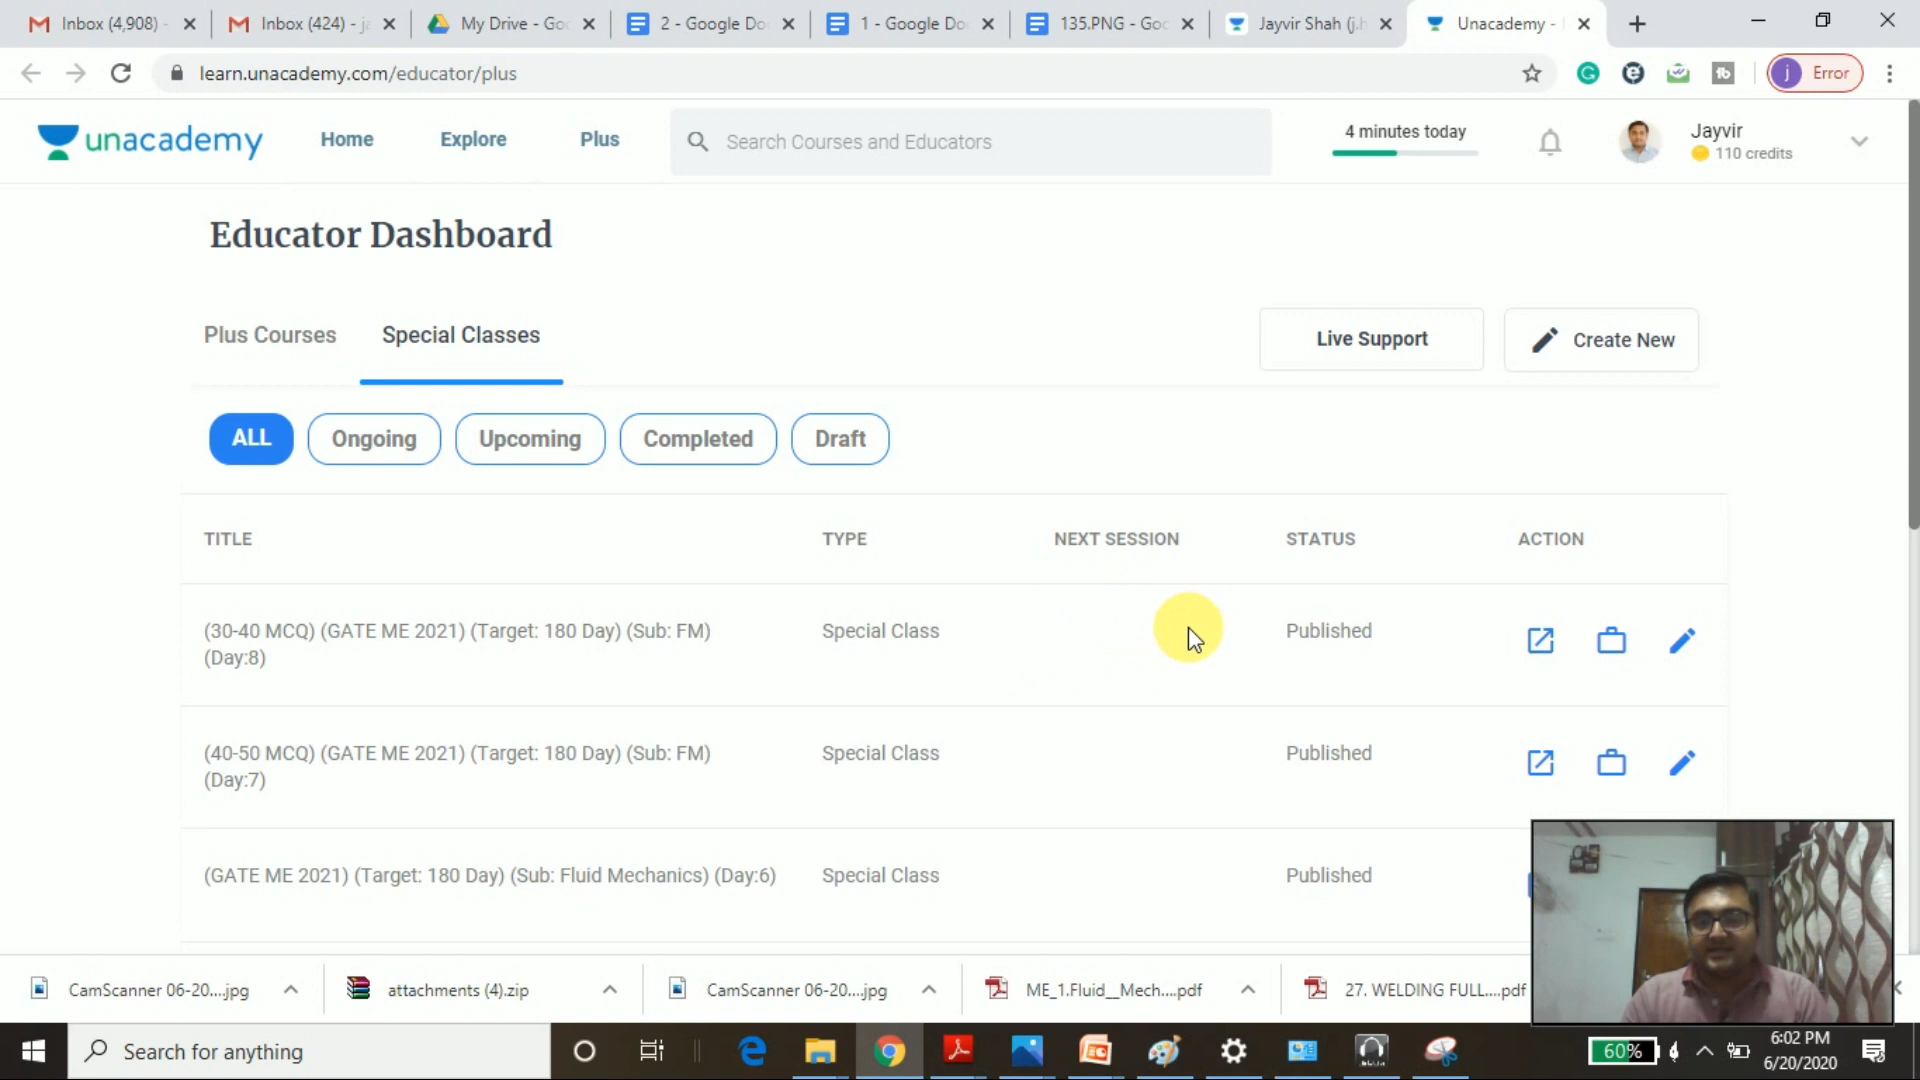 Inbox (4,908) - Inbox (424) - j My Drive - Goo 2 - Google Do 1 - Google Do 135.PNG - Goo Jayvir Shah (j.h Unacademy -
learn.unacademy.com/educator/plus Error
unacademy Home Explore Plus Search Courses and Educators 4 minutes today Jayvir
110 credits
Educator Dashboard
Plus Courses Special Classes Live Support Create New
ALL Ongoing Upcoming Completed Draft
TITLE TYPE NEXT SESSION STATUS ACTION
(30-40 MCQ) (GATE ME 2021) (Target: 180 Day) (Sub: FM) Special Class Published
(Day:8)
(40-50 MCQ) (GATE ME 2021) (Target: 180 Day) (Sub: FM) Special Class Published
(Day:7)
(GATE ME 2021) (Target: 180 Day) (Sub: Fluid Mechanics) (Day:6) Special Class Published
CamScanner 06-20....jpg attachments (4).zip CamScanner 06-20....jpg ME_1.Fluid__Mech....pdf 27. WELDING FULL....pdf
Search for anything 60% 6:02 PM
6/20/2020